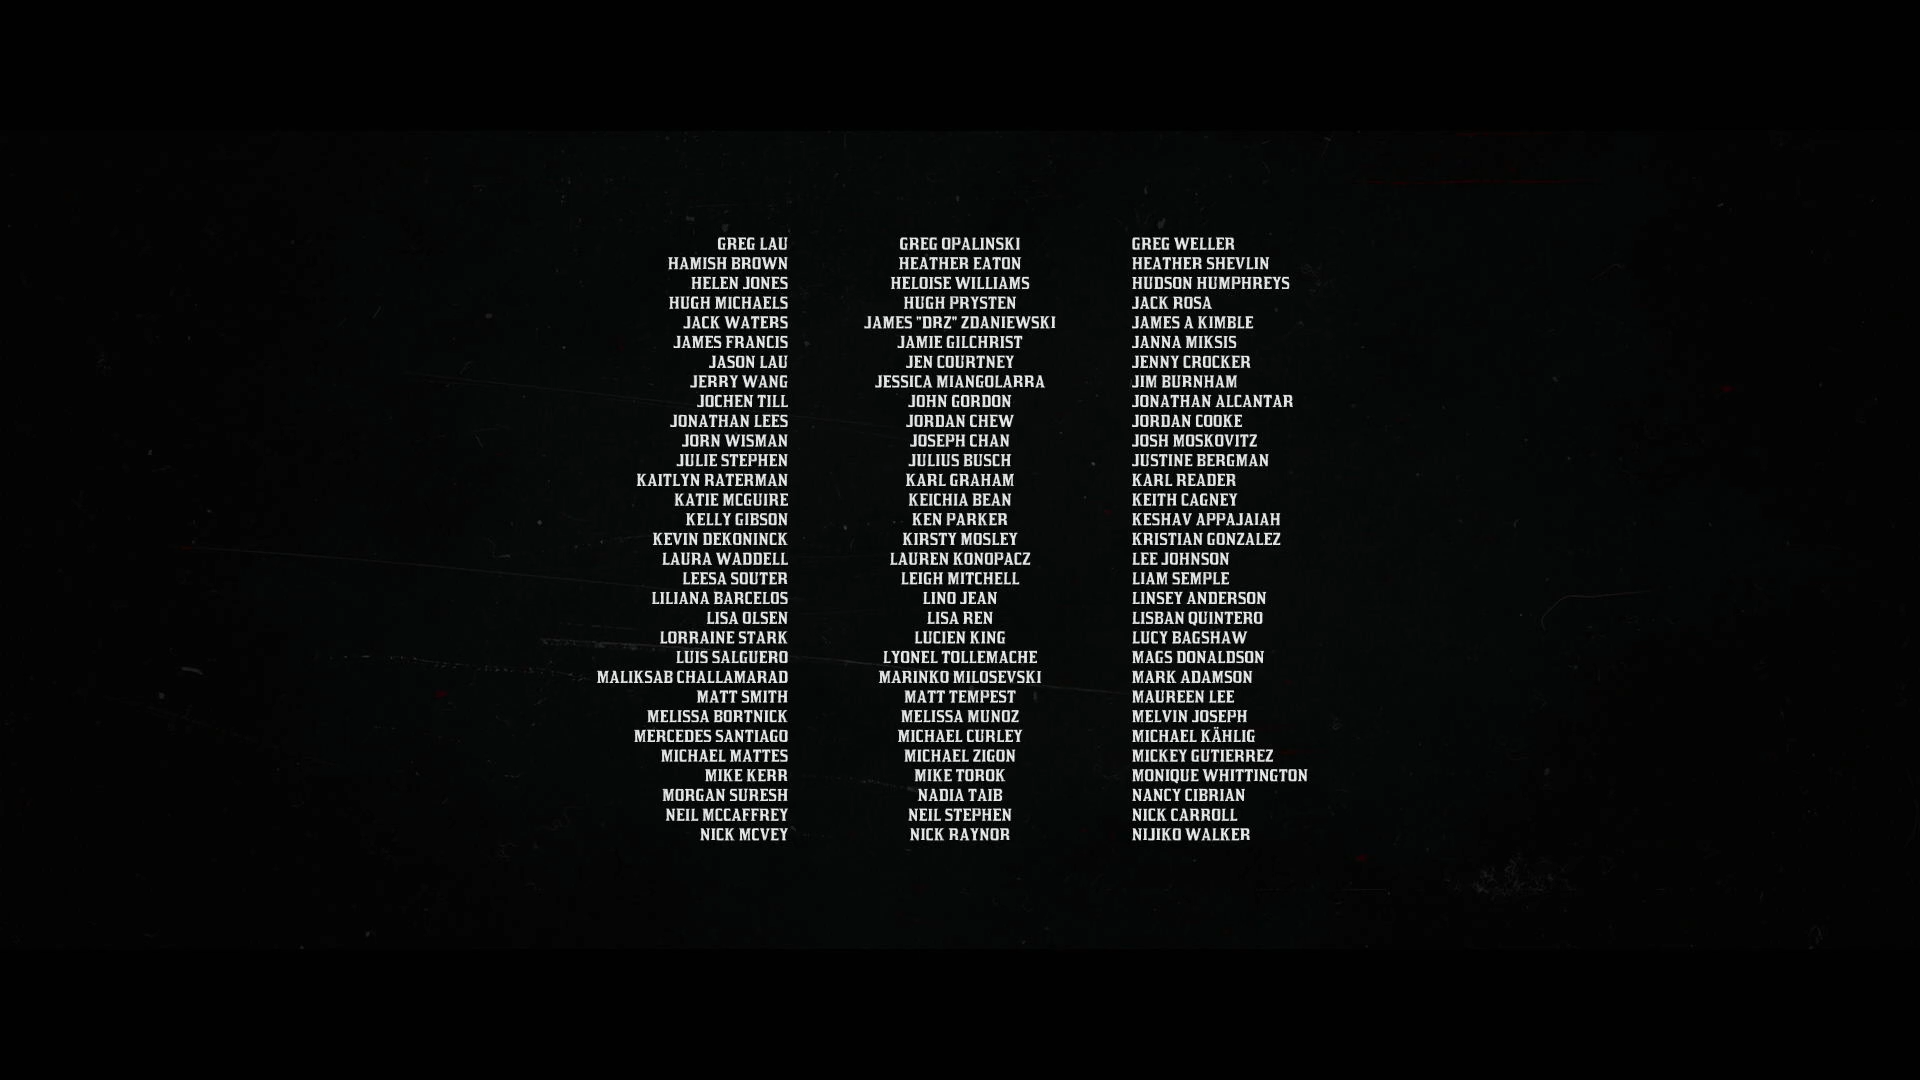 GREG LAU GREG OPALINSKI GREG WELLER
HAMISH BROWN HEATHER EATON HEATHER SHEVLIN
HELEN JONES HELOISE WILLIAMS HUDSON HUMPHREYS
HUGH MICHAELS HUGH PRYSTEN JACK ROSA
JACK WATERS JAMES "DRZ" ZDANIEWSKI JAMES A KIMBLE
JAMES FRANCIS JAMIE GILCHRIST JANNA MIKSIS
JASON LAU JEN COURTNEY JENNY CROCKER
JERRY WANG JESSICA MIANGOLARRA JIM BURNHAM
JOCHEN TILL JOHN GORDON JONATHAN ALCANTAR
JONATHAN LEES JORDAN CHEW JORDAN COOKE
JORN WISMAN JOSEPH CHAN JOSH MOSKOVITZ
JULIE STEPHEN JULIUS BUSCH JUSTINE BERGMAN
KAITLYN RATERMAN KARL GRAHAM KARL READER
KATIE MCGUIRE KEICHIA BEAN KEITH CAGNEY
KELLY GIBSON KEN PARKER KESHAV APPAJAIAH
KEVIN DEKONINCK KIRSTY MOSLEY KRISTIAN GONZALEZ
LAURA WADDELL LAUREN KONOPACZ LEE JOHNSON
LEESA SOUTER LEIGH MITCHELL LIAM SEMPLE
LILIANA BARCELOS LINO JEAN LINSEY ANDERSON
LISA OLSEN LISA REN LISBAN QUINTERO
LORRAINE STARK LUCIEN KING LUCY BAGSHAW
LUIS SALGUERO LYONEL TOLLEMACHE MAGS DONALDSON
MALIKSAB CHALLAMARAD MARINKO MILOSEVSKI MARK ADAMSON
MATT SMITH MATT TEMPEST MAUREEN LEE
MELISSA BORTNICK MELISSA MUNOZ MELVIN JOSEPH
MERCEDES SANTIAGO MICHAEL CURLEY MICHAEL KÄHLIG
MICHAEL MATTES MICHAEL ZIGON MICKEY GUTIERREZ
MIKE KERR MIKE TOROK MONIQUE WHITTINGTON
MORGAN SURESH NADIA TAIB NANCY CIBRIAN
NEIL MCCAFFREY NEIL STEPHEN NICK CARROLL
NICK MCVEY NICK RAYNOR NIJIKO WALKER